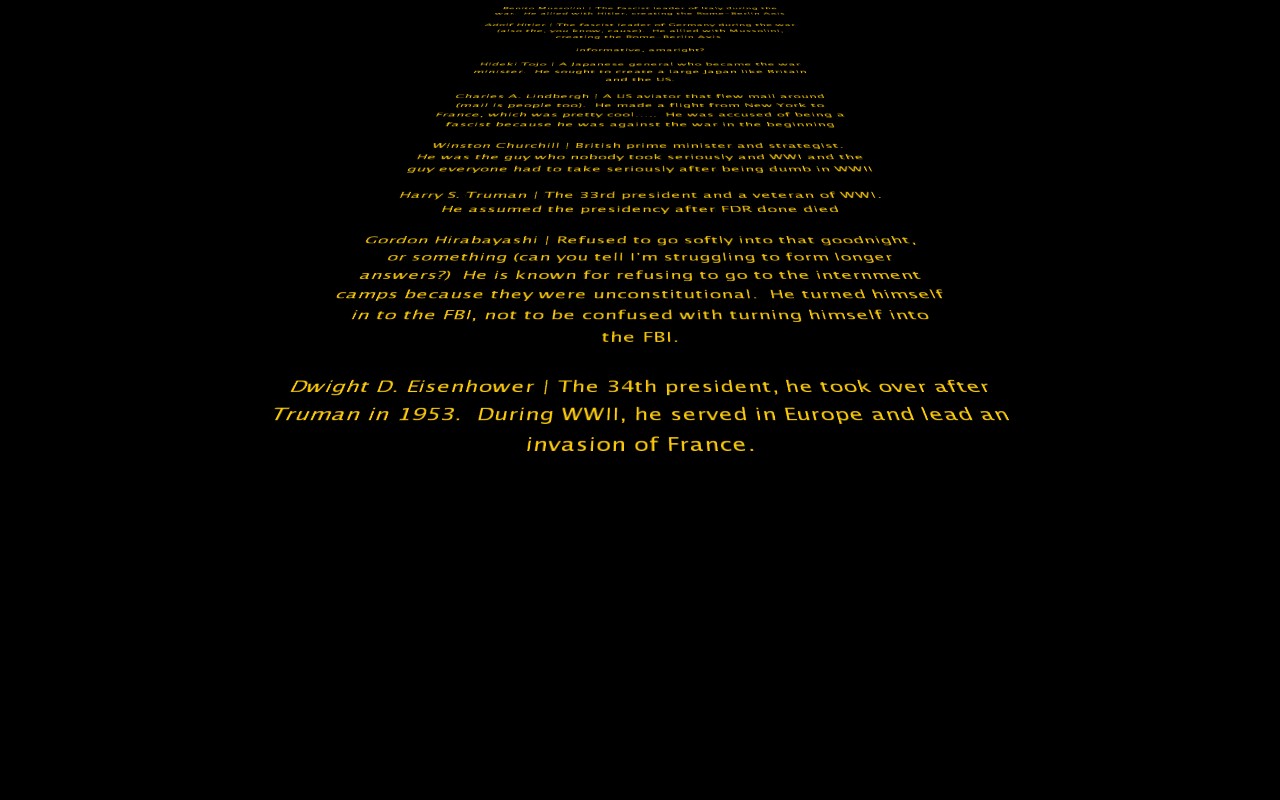 Benito Mussolini | The fascist leader of Italy during the
war. He allied with Hitler, creating the Rome-Berlin Axis
Adolf Hitler | The fascist leader of Germany during the war
(also the, you know, cause). He allied with Mussolini,
creating the Rome-Berlin Axis
informative, amaright?
Hideki Tojo | A Japanese general who became the war
minister. He sought to create a large Japan like Britain
and the US.
Charles A. Lindbergh | A US aviator that flew mail around
(mail is people too). He made a flight from New York to
France, which was pretty cool..... He was accused of being a
fascist because he was against the war in the beginning
Winston Churchill | British prime minister and strategist.
He was the guy who nobody took seriously and WWI and the
guy everyone had to take seriously after being dumb in WWII
Harry S. Truman | The 33rd president and a veteran of WWI.
He assumed the presidency after FDR done died
Gordon Hirabayashi | Refused to go softly into that goodnight,
or something (can you tell I'm struggling to form longer
answers?) He is known for refusing to go to the internment
camps because they were unconstitutional. He turned himself
in to the FBI, not to be confused with turning himself into
the FBI.
Dwight D. Eisenhower | The 34th president, he took over after
Truman in 1953. During WWII, he served in Europe and lead an
invasion of France.